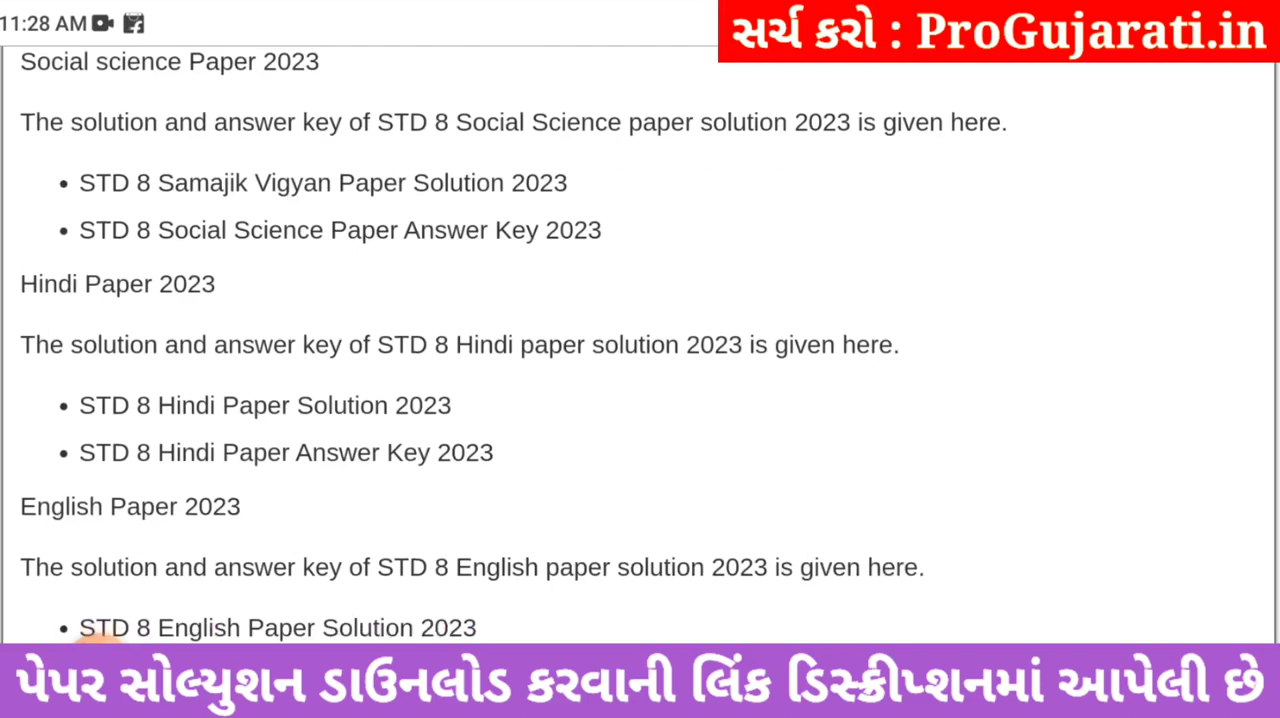 11:28 AM
સર્ચ કરો : ProGujarati.in
Social science Paper 2023
The solution and answer key of STD 8 Social Science paper solution 2023 is given here.
• STD 8 Samajik Vigyan Paper Solution 2023
• STD 8 Social Science Paper Answer Key 2023
Hindi Paper 2023
The solution and answer key of STD 8 Hindi paper solution 2023 is given here.
• STD 8 Hindi Paper Solution 2023
• STD 8 Hindi Paper Answer Key 2023
English Paper 2023
The solution and answer key of STD 8 English paper solution 2023 is given here.
• STD 8 English Paper Solution 2023
પેપર સોલ્યુશન ડાઉનલોડ કરવાની લિંક ડિસ્ક્રીપ્શનમાં આપેલી છે